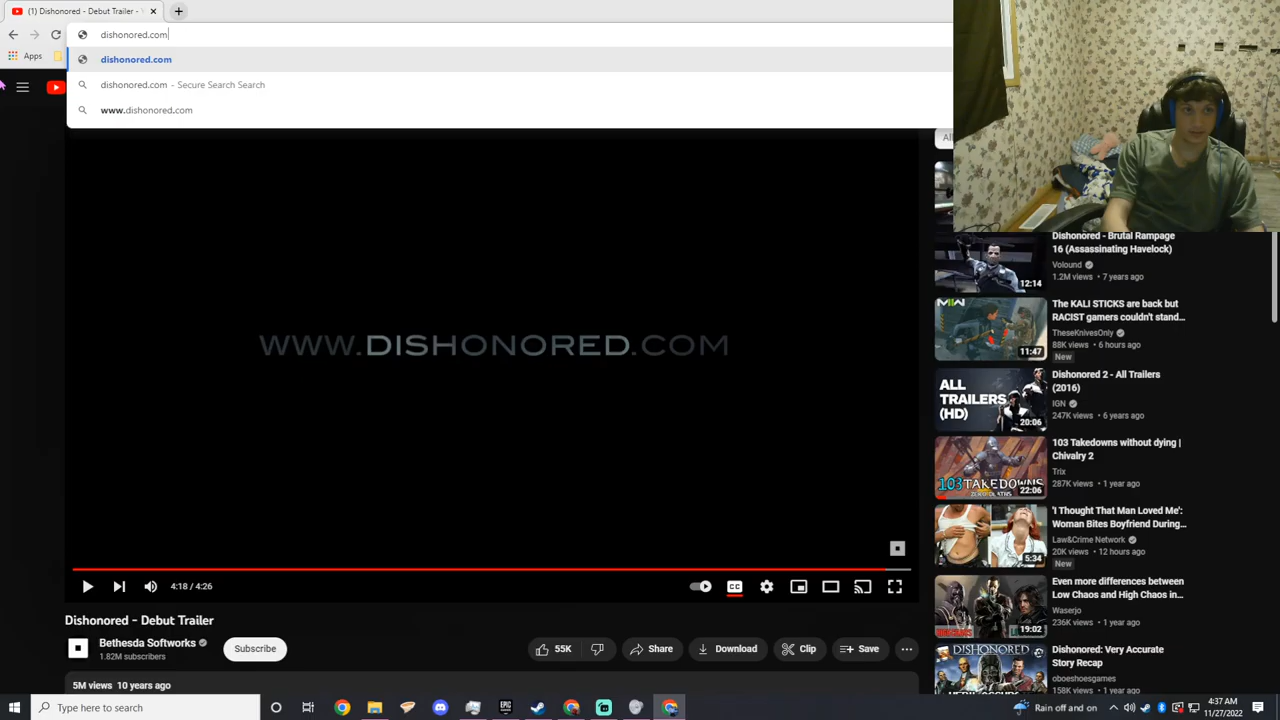 (1) Dishonored - Debut Trailer -
dishonored.com
Apps
dishonored.com
dishonored.com - Secure Search Search
www.dishonored.com
WWW.DISHONORED.COM
Dishonored - Brutal Rampage
16 (Assassinating Havelock)
Volound
1.2M views • 7 years ago
12:14
The KALI STICKS are back but
RACIST gamers couldn't stand...
TheseKnivesOnly
88K views • 6 hours ago
New
11:47
ALL
TRAILERS
(HD)
20:06
Dishonored 2 - All Trailers
(2016)
IGN
247K views • 6 years ago
103 TAKEDOWNS
22:06
103 Takedowns without dying |
Chivalry 2
Trix
287K views • 1 year ago
5:34
'I Thought That Man Loved Me':
Woman Bites Boyfriend During...
Law&Crime Network
20K views • 12 hours ago
New
19:02
Even more differences between
Low Chaos and High Chaos in...
Waserjo
236K views • 1 year ago
DISHONORED
Dishonored: Very Accurate
Story Recap
oboeshoesgames
158K views • 1 year ago
4:18 / 4:26
CC
Dishonored - Debut Trailer
Bethesda Softworks
1.82M subscribers
Subscribe
55K
Share
Download
Clip
Save
5M views 10 years ago
Type here to search
Rain off and on
4:37 AM
11/27/2022